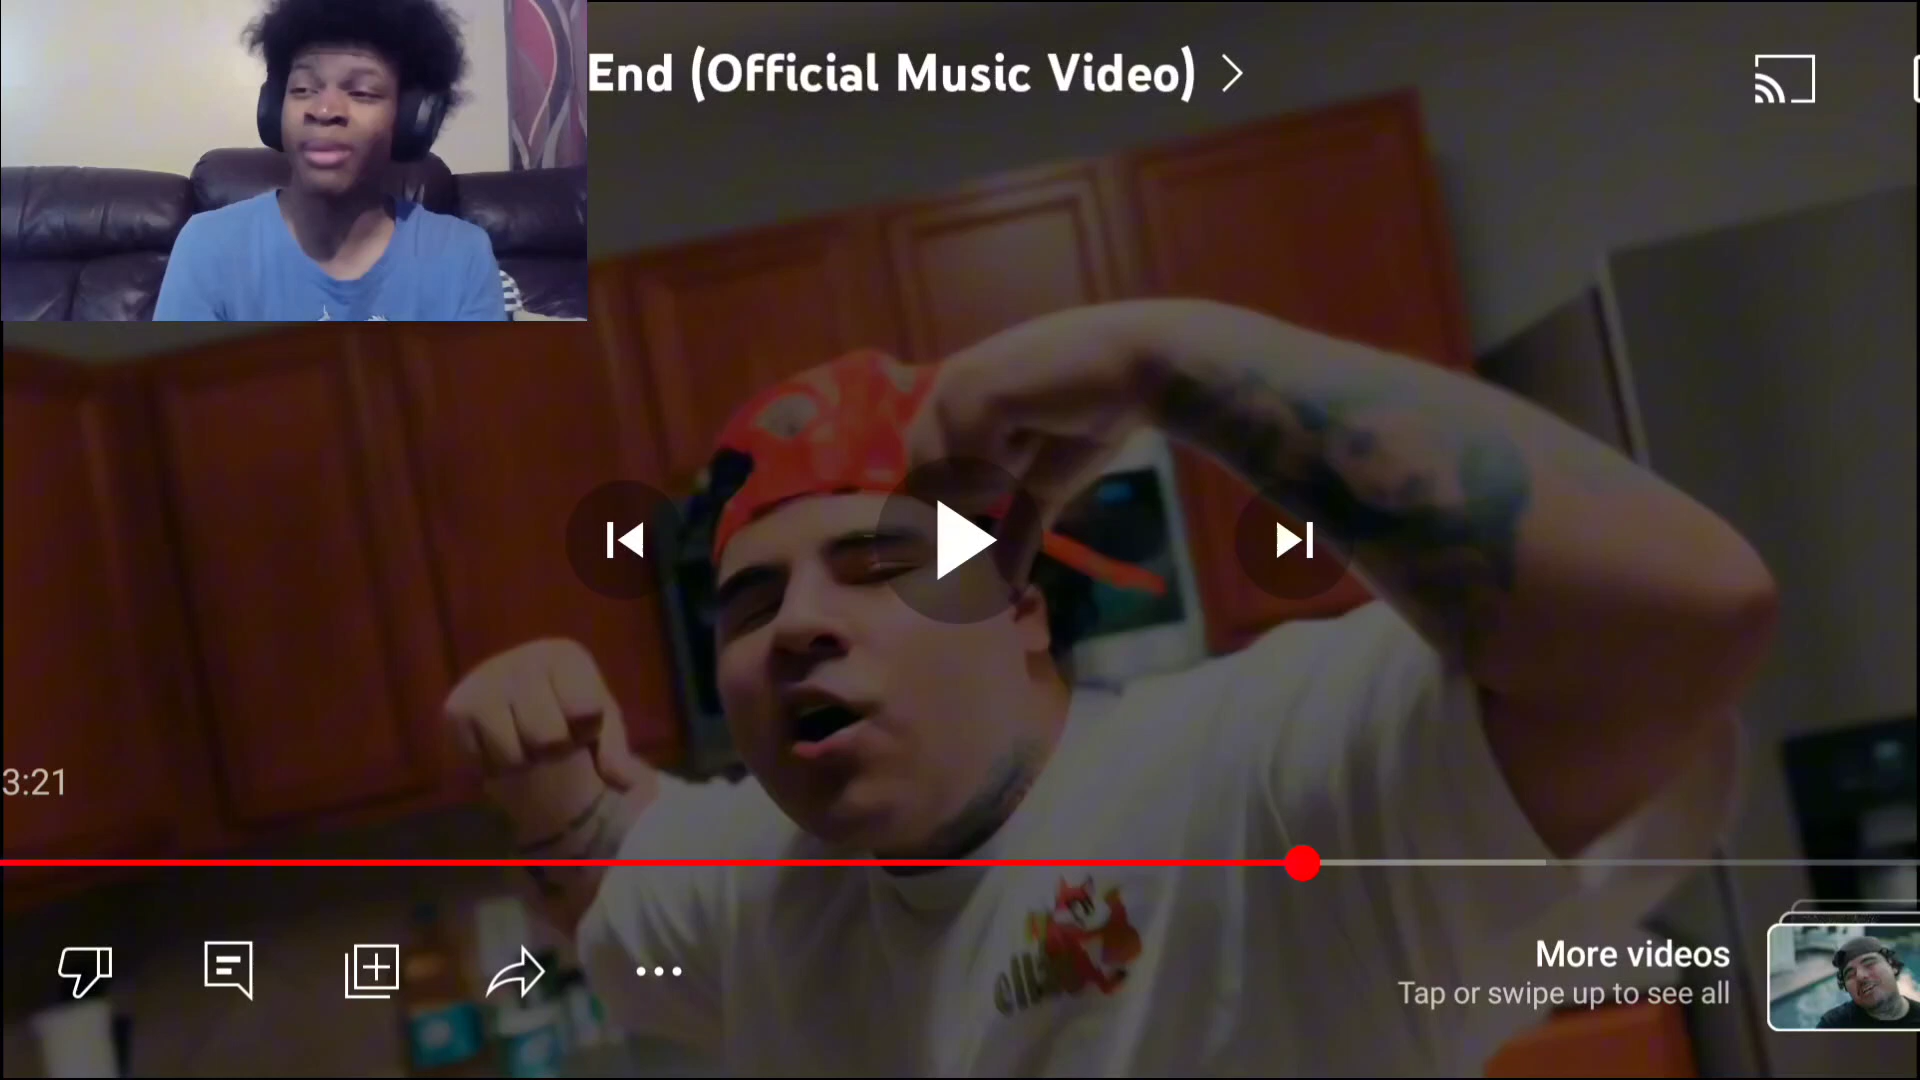 End (Official Music Video)
3:21
More videos
Tap or swipe up to see all